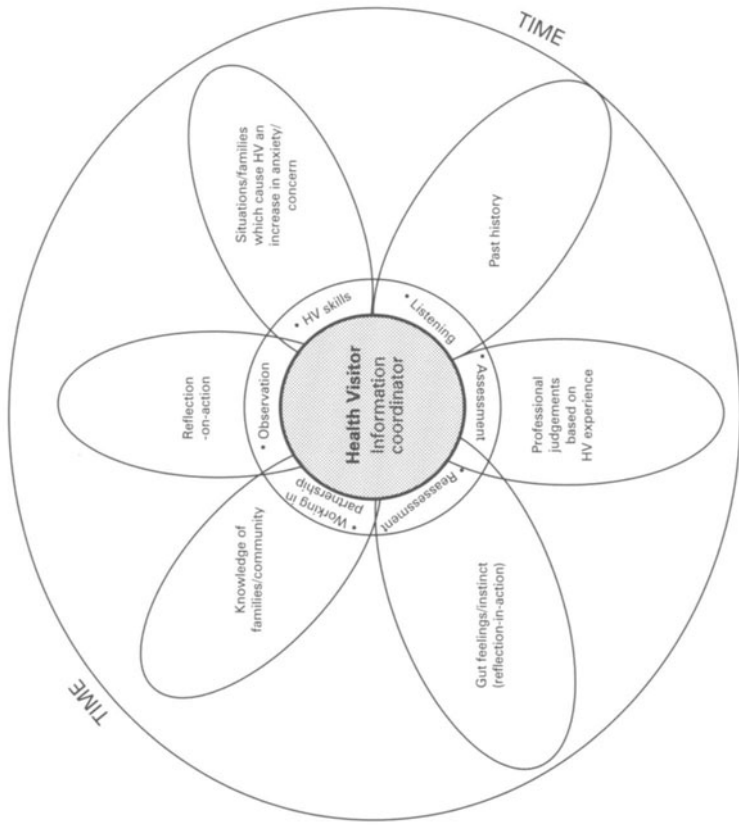 TIME
TIME
Situations/families
which cause HV an
increase in anxiety/
concern
Past history
Reflection
-on-action
Professional
judgements
based on
HV experience
Knowledge of
families/community
Gut feelings/instinct
(reflection-in-action)
• HV skills
• Listening
• Assessment
• Reassessment
• Working in
partnership
• Observation
Health Visitor
Information
coordinator